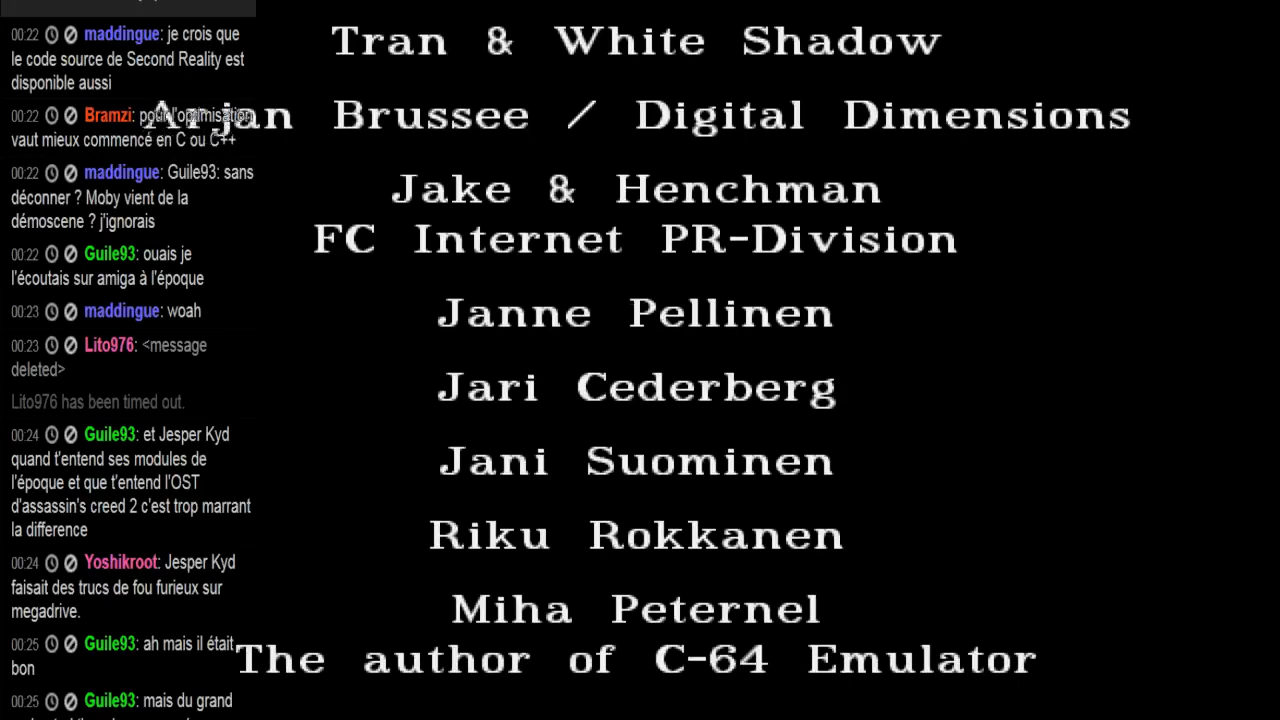 00:22 maddingue: je crois que
le code source de Second Reality est
disponible aussi
00:22 Bramzi: pour l'optimisation
vaut mieux commencé en C ou C++
00:22 maddingue: Guile93: sans
déconner ? Moby vient de la
démoscene ? j'ignorais
00:22 Guile93: ouais je
l'écoutais sur amiga à l'époque
00:23 maddingue: woah
00:23 Lito976: <message
deleted>
Lito976 has been timed out.
00:24 Guile93: et Jesper Kyd
quand t'entend ses modules de
l'époque et que t'entend l'OST
d'assassin's creed 2 c'est trop marrant
la difference
00:24 Yoshikroot: Jesper Kyd
faisait des trucs de fou furieux sur
megadrive.
00:25 Guile93: ah mais il était
bon
00:25 Guile93: mais du grand
Tran & White Shadow
Arjan Brussee / Digital Dimensions
Jake & Henchman
FC Internet PR-Division
Janne Pellinen
Jari Cederberg
Jani Suominen
Riku Rokkanen
Miha Peternel
The author of C-64 Emulator